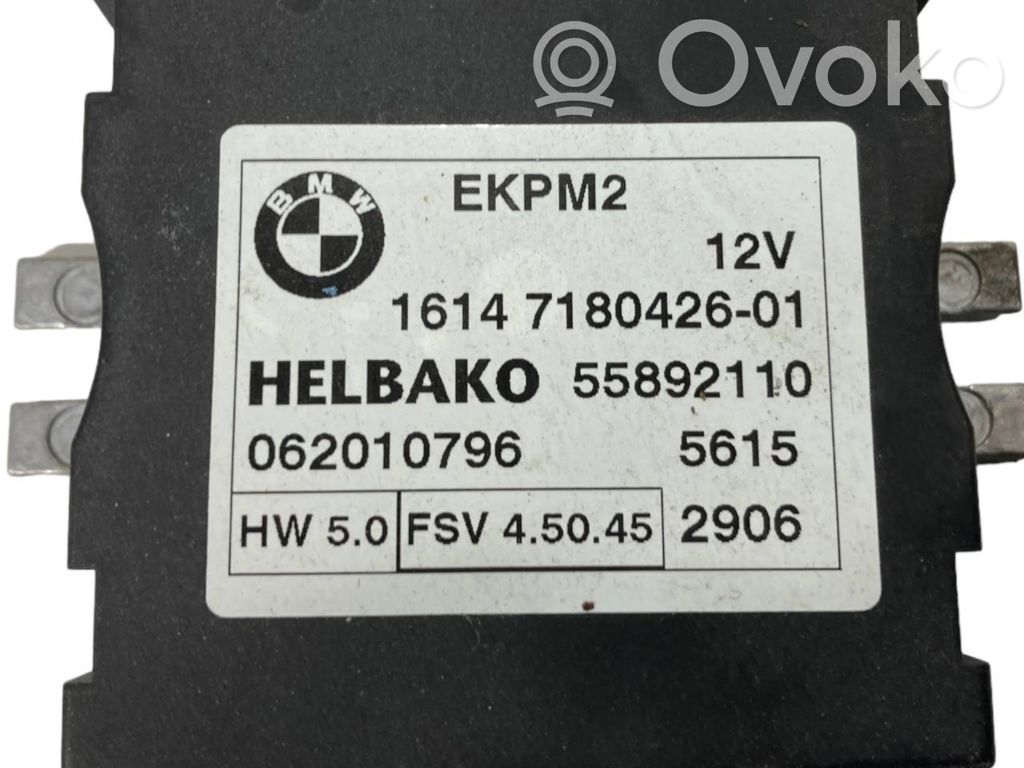 Ovoko
BMW
EKPM2
12V
1614 7180426-01
HELBAKO 55892110
062010796 5615
HW 5.0 FSV 4.50.45 2906